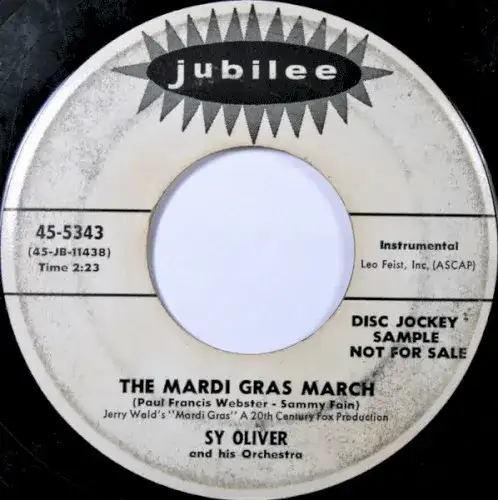 jubilee
45-5343
(45-JB-11438)
Time 2:23
Instrumental
Leo Feist, Inc, (ASCAP)
DISC JOCKEY
SAMPLE
NOT FOR SALE
THE MARDI GRAS MARCH
(Paul Francis Webster - Sammy Fain)
Jerry Wald's "Mardi Gras" A 20th Century Fox Production
SY OLIVER
and his Orchestra